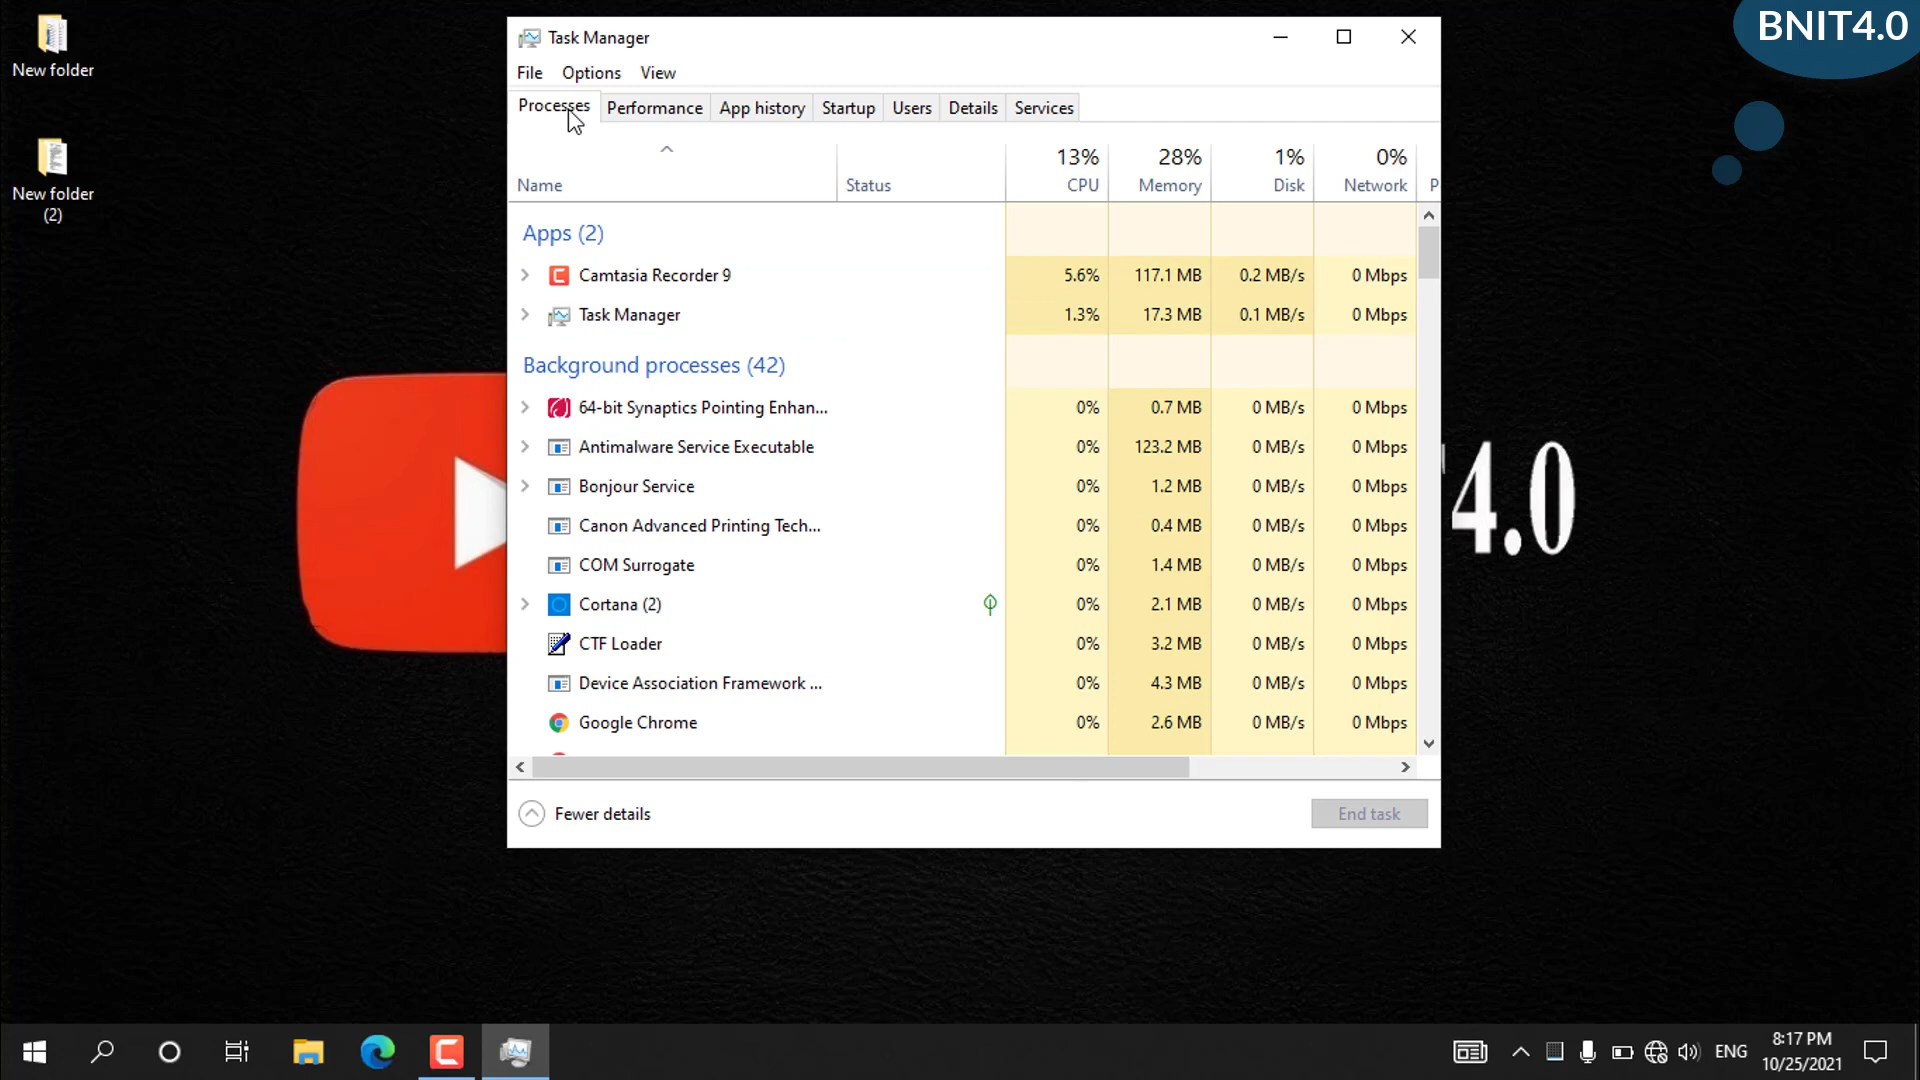 BNIT4.0
New folder
New folder
(2)
Task Manager
File Options View
Processes Performance App history Startup Users Details Services
13% 28% 1% 0%
Name Status CPU Memory Disk Network P
Apps (2)
Camtasia Recorder 9 5.6% 117.1 MB 0.2 MB/s 0 Mbps
Task Manager 1.3% 17.3 MB 0.1 MB/s 0 Mbps
Background processes (42)
64-bit Synaptics Pointing Enhan... 0% 0.7 MB 0 MB/s 0 Mbps
Antimalware Service Executable 0% 123.2 MB 0 MB/s 0 Mbps
Bonjour Service 0% 1.2 MB 0 MB/s 0 Mbps
Canon Advanced Printing Tech... 0% 0.4 MB 0 MB/s 0 Mbps
COM Surrogate 0% 1.4 MB 0 MB/s 0 Mbps
Cortana (2) 0% 2.1 MB 0 MB/s 0 Mbps
CTF Loader 0% 3.2 MB 0 MB/s 0 Mbps
Device Association Framework ... 0% 4.3 MB 0 MB/s 0 Mbps
Google Chrome 0% 2.6 MB 0 MB/s 0 Mbps
4.0
Fewer details End task
ENG
8:17 PM
10/25/2021